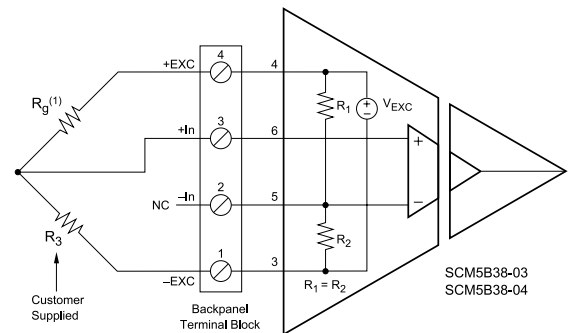 +EXC
4
4
Rg(1)
R1
VEXC
+
−
+In
3
6
+
−In
NC
2
5
−
R3
R2
1
3
−EXC
R1 = R2
Customer
Supplied
Backpanel
Terminal Block
SCM5B38-03
SCM5B38-04